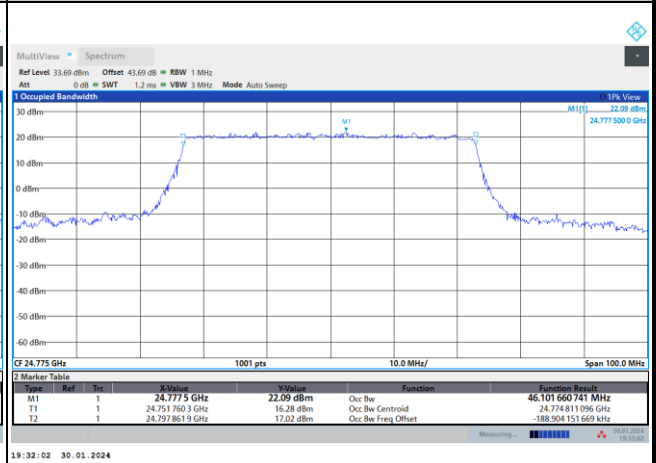 MultiView Spectrum
Ref Level 33.69 dBm Offset 43.69 dB RBW 1 MHz
Att 0 dB SWT 1.2 ms VBW 3 MHz Mode Auto Sweep
1 Occupied Bandwidth 1Pk View
M1[1] 22.09 dBm
24.777 500 0 GHz
30 dBm
M1
T1
T2
20 dBm
10 dBm
0 dBm
-10 dBm
-20 dBm
-30 dBm
-40 dBm
-50 dBm
-60 dBm
CF 24.775 GHz 1001 pts 10.0 MHz/ Span 100.0 MHz
2 Marker Table
Type Ref Trc X-Value Y-Value Function Function Result
M1 1 24.777 5 GHz 22.09 dBm Occ Bw 46.101 660 741 MHz
T1 1 24.751 760 3 GHz 16.28 dBm Occ Bw Centroid 24.774 811 096 GHz
T2 1 24.797 861 9 GHz 17.02 dBm Occ Bw Freq Offset -188.904 151 669 kHz
Measuring... 30.01.2024
19:32:02
19:32:02 30.01.2024